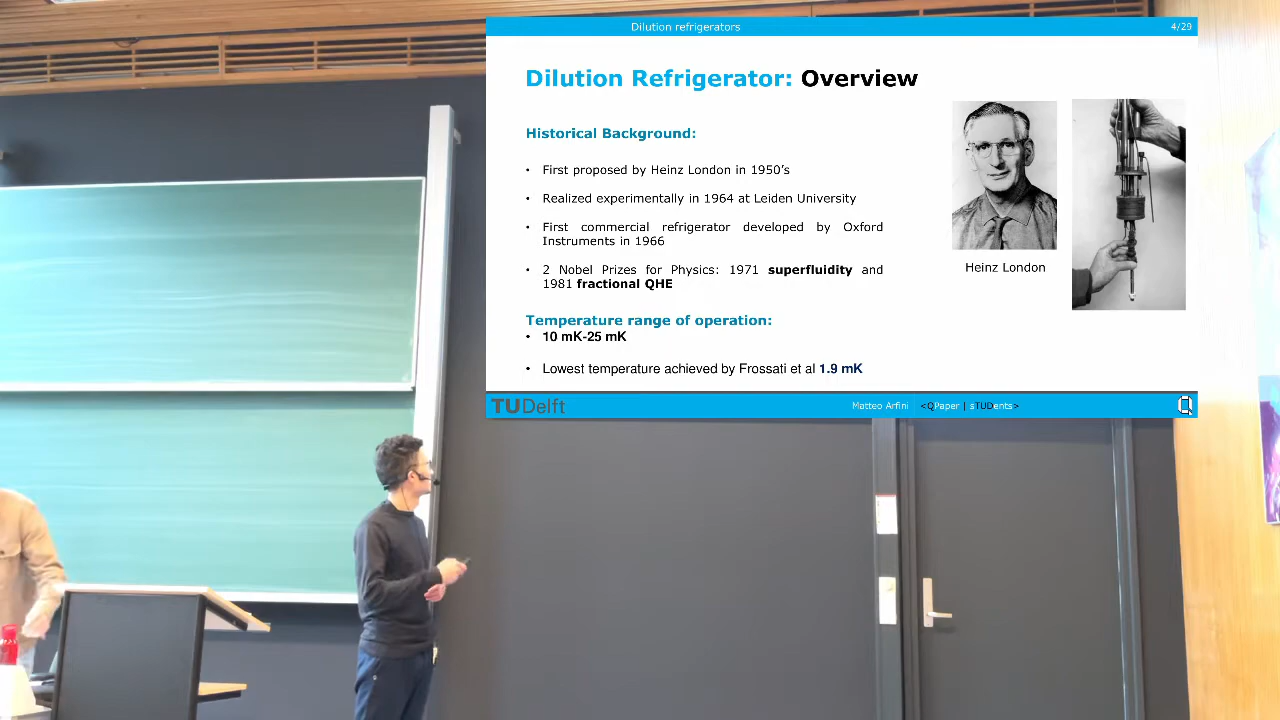 Dilution refrigerators
4/29
Dilution Refrigerator: Overview
Historical Background:
• First proposed by Heinz London in 1950's
• Realized experimentally in 1964 at Leiden University
• First commercial refrigerator developed by Oxford
Instruments in 1966
• 2 Nobel Prizes for Physics: 1971 superfluidity and
1981 fractional QHE
Heinz London
Temperature range of operation:
• 10 mK-25 mK
• Lowest temperature achieved by Frossati et al 1.9 mK
TUDelft
Matteo Arfini <QPaper | sTUDents>